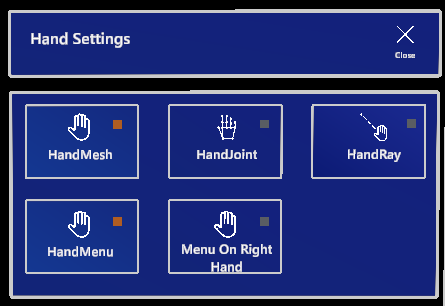 Hand Settings
Close
HandMesh
HandJoint
HandRay
HandMenu
Menu On Right
Hand